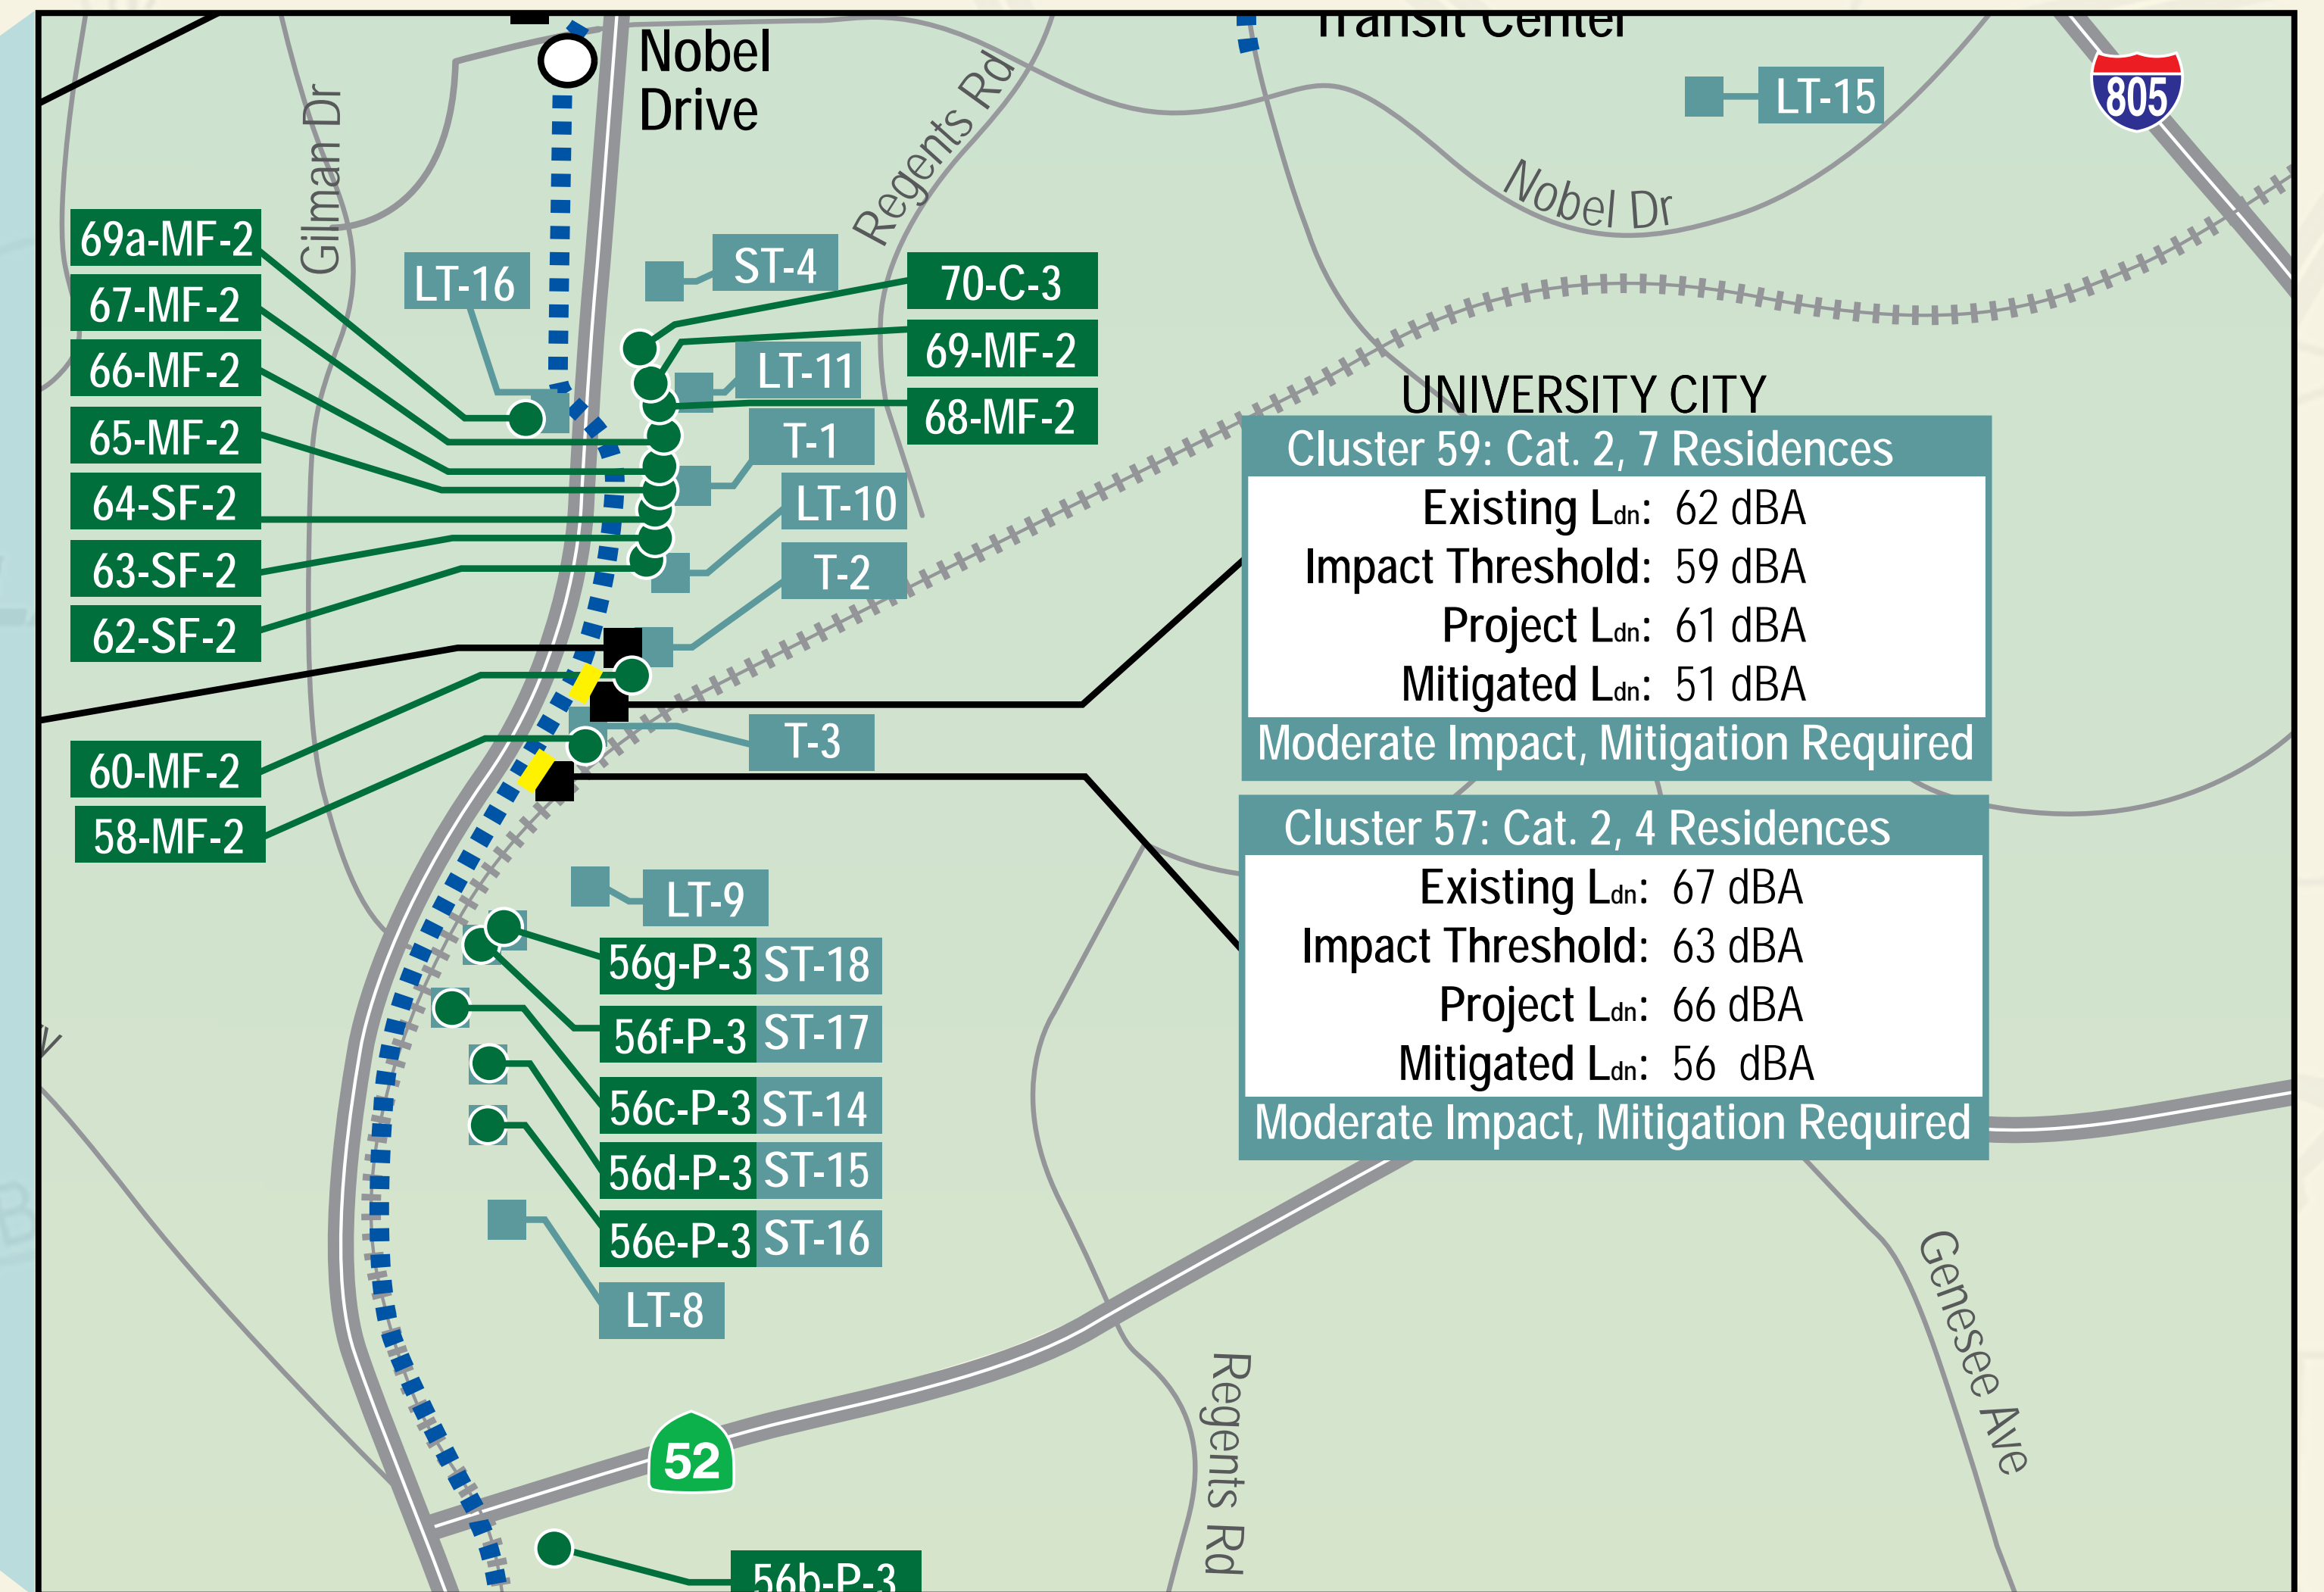 Transit Center
Nobel
Drive
Gilman Dr
Regents Rd
LT-15
805
Nobel Dr
69a-MF-2
67-MF-2
66-MF-2
65-MF-2
64-SF-2
63-SF-2
62-SF-2
60-MF-2
58-MF-2
LT-16
ST-4
70-C-3
69-MF-2
68-MF-2
LT-11
T-1
LT-10
T-2
T-3
UNIVERSITY CITY
Cluster 59: Cat. 2, 7 Residences
Existing Ldn: 62 dBA
Impact Threshold: 59 dBA
Project Ldn: 61 dBA
Mitigated Ldn: 51 dBA
Moderate Impact, Mitigation Required
Cluster 57: Cat. 2, 4 Residences
Existing Ldn: 67 dBA
Impact Threshold: 63 dBA
Project Ldn: 66 dBA
Mitigated Ldn: 56 dBA
Moderate Impact, Mitigation Required
LT-9
56g-P-3 ST-18
56f-P-3 ST-17
56c-P-3 ST-14
56d-P-3 ST-15
56e-P-3 ST-16
LT-8
52
Regents Rd
Genesee Ave
56b-P-3